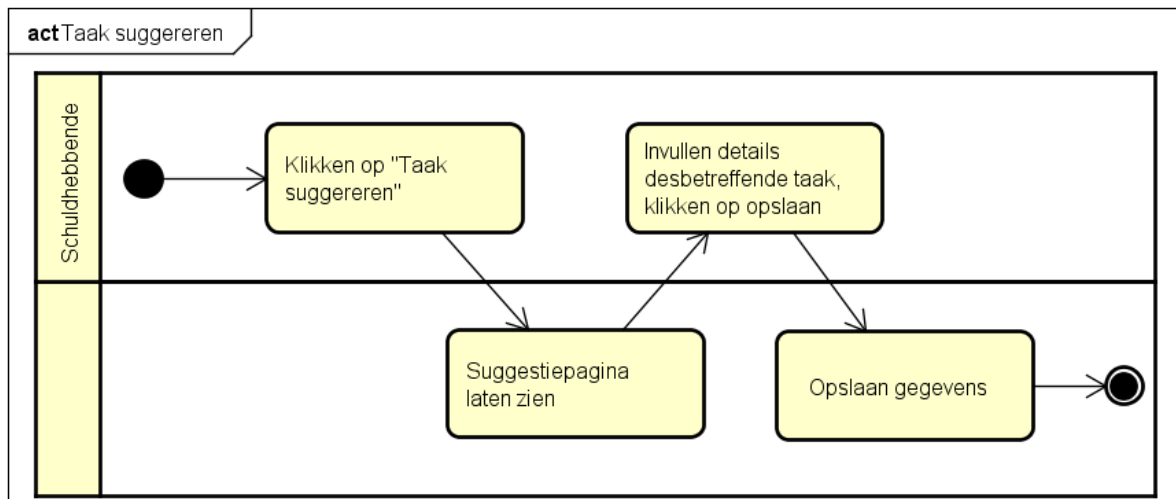 act Taak suggereren
Schuldhebbende
Klikken op "Taak
suggereren"
Invullen details
desbetreffende taak,
klikken op opslaan
Suggestiepagina
laten zien
Opslaan gegevens